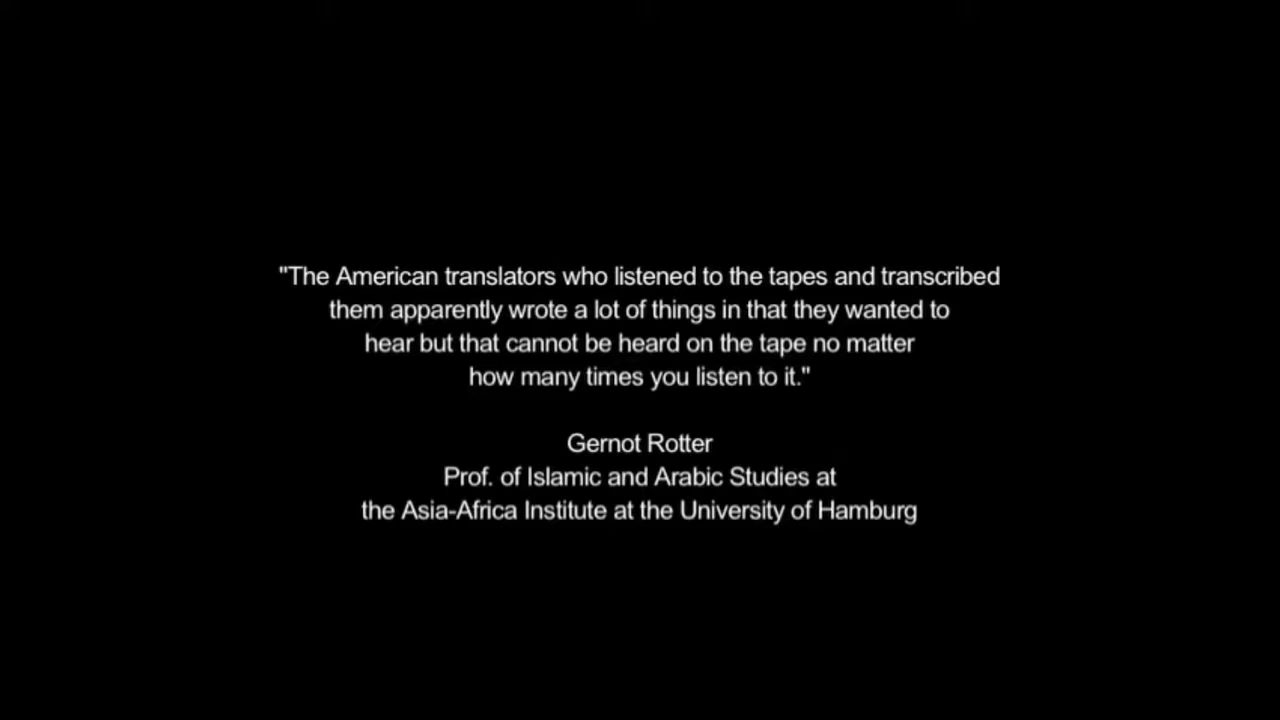 "The American translators who listened to the tapes and transcribed
them apparently wrote a lot of things in that they wanted to
hear but that cannot be heard on the tape no matter
how many times you listen to it."
Gernot Rotter
Prof. of Islamic and Arabic Studies at
the Asia-Africa Institute at the University of Hamburg